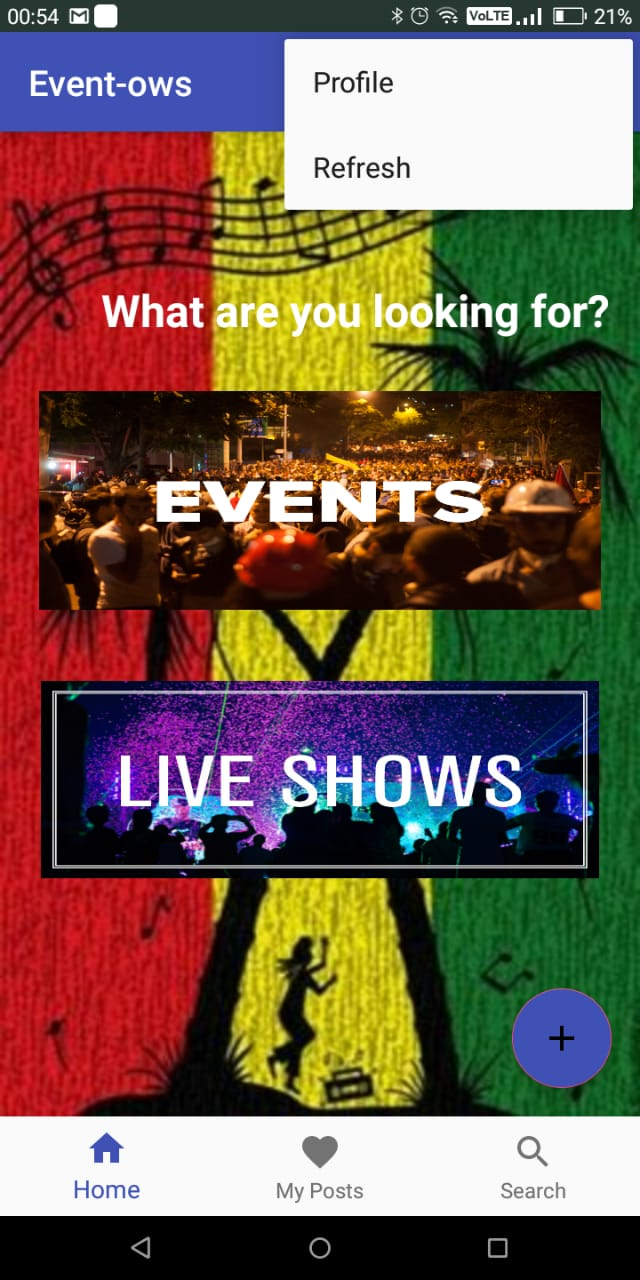 00:54
VoLTE
21%
Event-ows
Profile
Refresh
What are you looking for?
EVENTS
LIVE SHOWS
+
Home
My Posts
Search